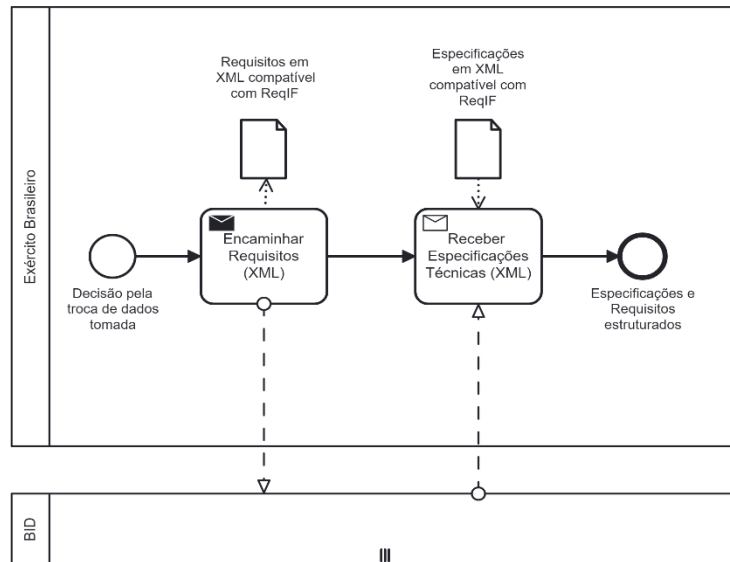 Requisitos em
XML compatível
com ReqIF
Especificações
em XML
compatível com
ReqIF
Exército Brasileiro
Encaminhar
Requisitos
(XML)
Receber
Especificações
Técnicas (XML)
Decisão pela
troca de dados
tomada
Especificações e
Requisitos
estruturados
BID